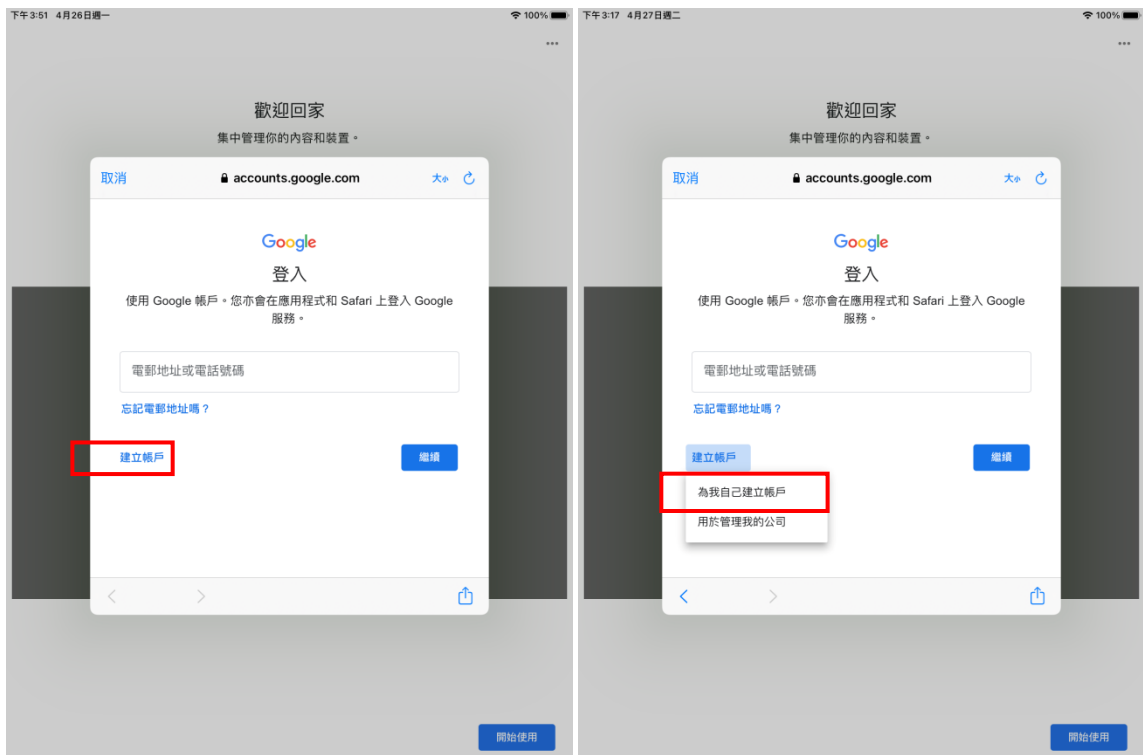 下午3:51 4月26日週一
100%
歡迎回家
集中管理你的內容和裝置。
取消
accounts.google.com
大小
Google
登入
使用 Google 帳戶。您亦會在應用程式和 Safari 上登入 Google
服務。
電郵地址或電話號碼
忘記電郵地址嗎？
建立帳戶
繼續
開始使用
下午3:17 4月27日週二
100%
歡迎回家
集中管理你的內容和裝置。
取消
accounts.google.com
大小
Google
登入
使用 Google 帳戶。您亦會在應用程式和 Safari 上登入 Google
服務。
電郵地址或電話號碼
忘記電郵地址嗎？
建立帳戶
繼續
為我自己建立帳戶
用於管理我的公司
開始使用